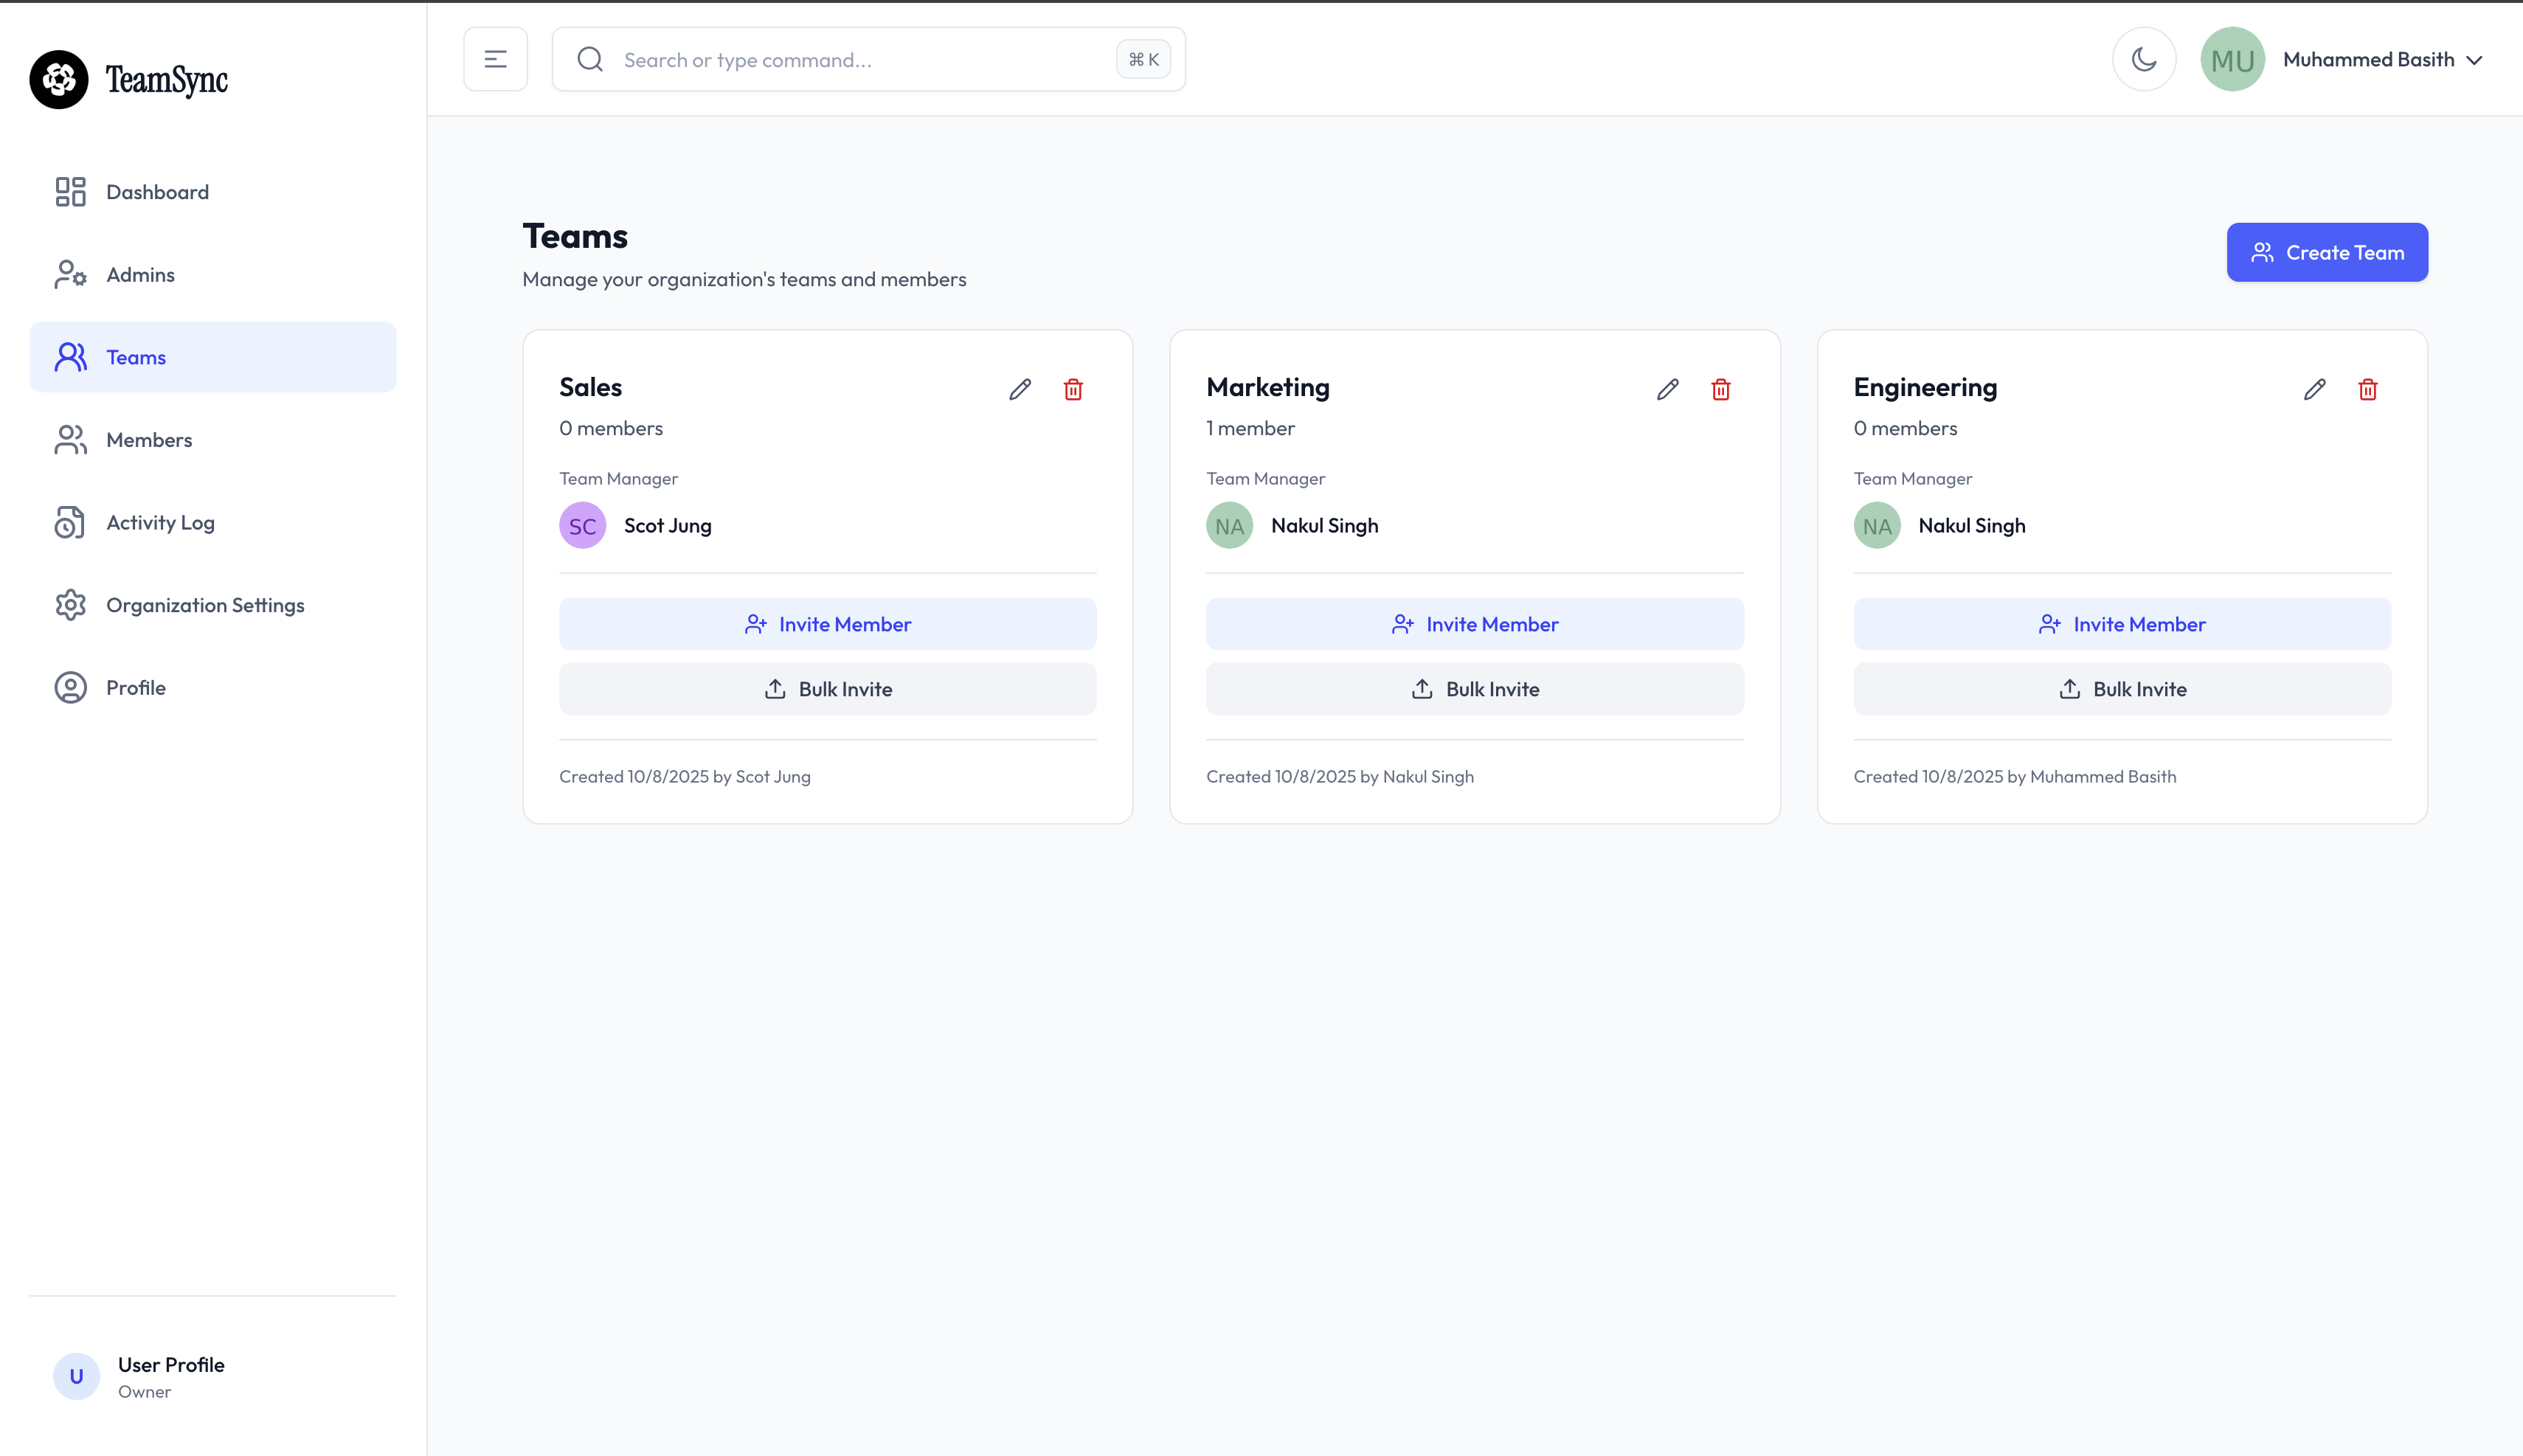 TeamSync
Search or type command...
⌘ K
MU
Muhammed Basith
Dashboard
Admins
Teams
Members
Activity Log
Organization Settings
Profile
Teams
Manage your organization's teams and members
Create Team
Sales
0 members
Team Manager
SC
Scot Jung
Invite Member
Bulk Invite
Created 10/8/2025 by Scot Jung
Marketing
1 member
Team Manager
NA
Nakul Singh
Invite Member
Bulk Invite
Created 10/8/2025 by Nakul Singh
Engineering
0 members
Team Manager
NA
Nakul Singh
Invite Member
Bulk Invite
Created 10/8/2025 by Muhammed Basith
U
User Profile
Owner